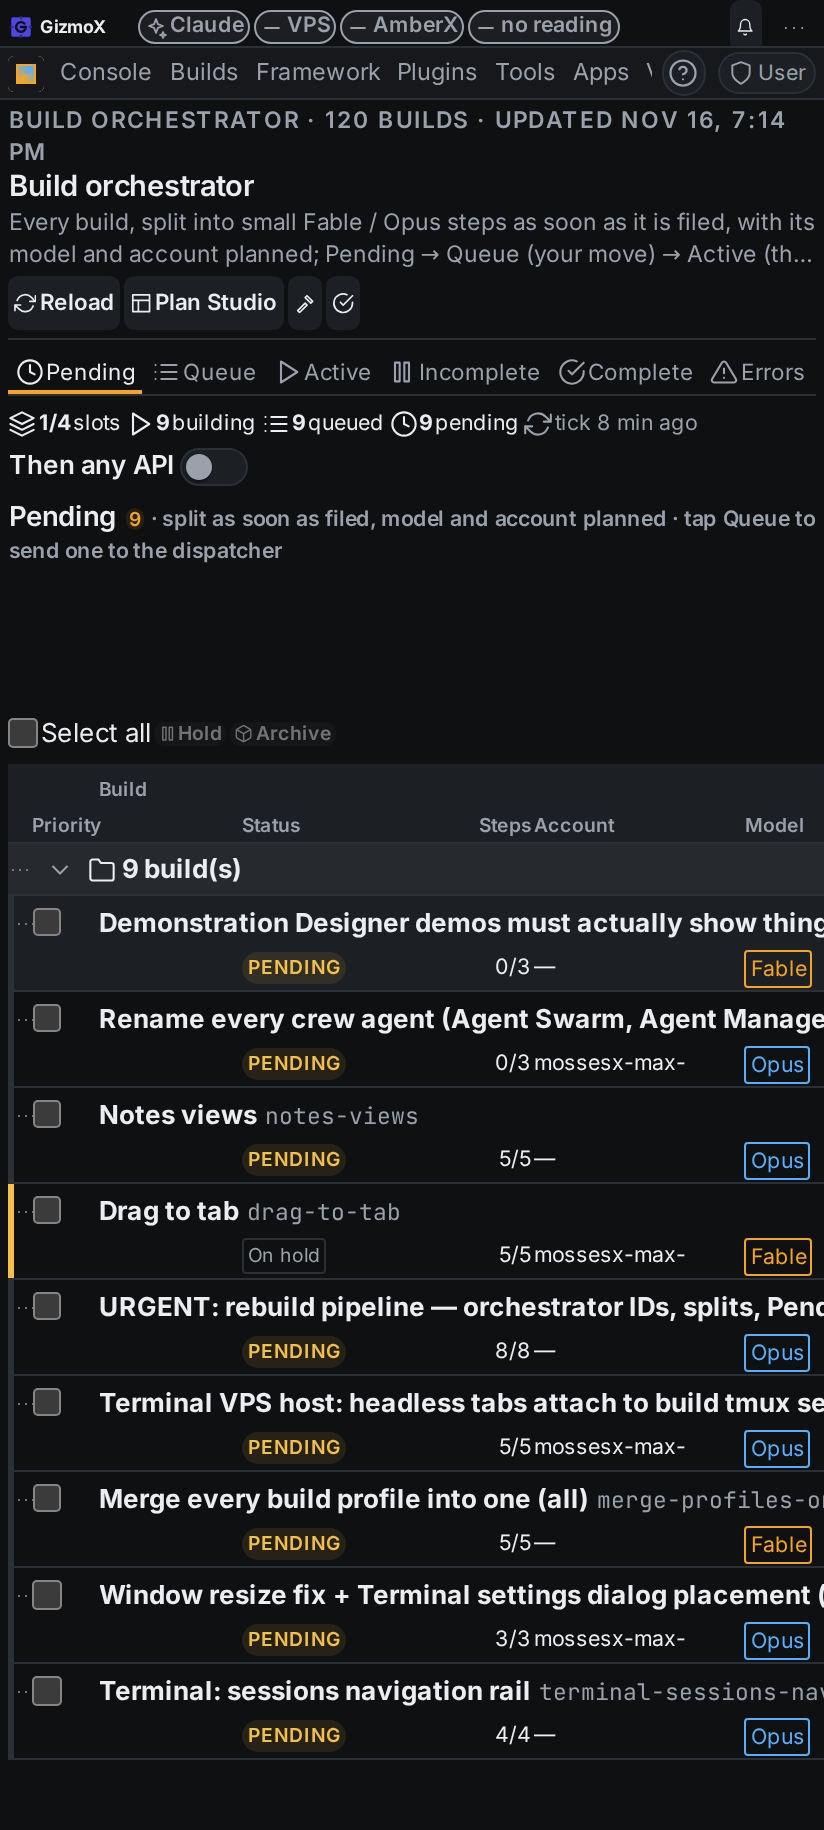 GizmoX Claude — VPS — AmberX — no reading ...
Console Builds Framework Plugins Tools Apps User
BUILD ORCHESTRATOR · 120 BUILDS · UPDATED NOV 16, 7:14
PM
Build orchestrator
Every build, split into small Fable / Opus steps as soon as it is filed, with its
model and account planned; Pending → Queue (your move) → Active (th...
Reload Plan Studio
Pending Queue Active Incomplete Complete Errors
1/4 slots 9 building 9 queued 9 pending tick 8 min ago
Then any API
Pending 9 · split as soon as filed, model and account planned · tap Queue to
send one to the dispatcher
Select all Hold Archive
Build
Priority Status Steps Account Model
... 9 build(s)
Demonstration Designer demos must actually show thing
PENDING 0/3 — Fable
Rename every crew agent (Agent Swarm, Agent Manage
PENDING 0/3 mossesx-max- Opus
Notes views notes-views
PENDING 5/5 — Opus
Drag to tab drag-to-tab
On hold 5/5 mossesx-max- Fable
URGENT: rebuild pipeline — orchestrator IDs, splits, Pend
PENDING 8/8 — Opus
Terminal VPS host: headless tabs attach to build tmux se
PENDING 5/5 mossesx-max- Opus
Merge every build profile into one (all) merge-profiles-o
PENDING 5/5 — Fable
Window resize fix + Terminal settings dialog placement (
PENDING 3/3 mossesx-max- Opus
Terminal: sessions navigation rail terminal-sessions-nav
PENDING 4/4 — Opus